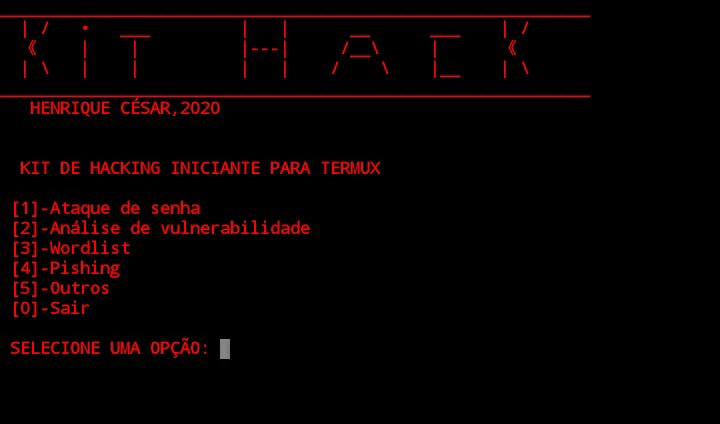 KIT HACK
HENRIQUE CÉSAR,2020
KIT DE HACKING INICIANTE PARA TERMUX
[1]-Ataque de senha
[2]-Análise de vulnerabilidade
[3]-Wordlist
[4]-Pishing
[5]-Outros
[0]-Sair
SELECIONE UMA OPÇÃO: